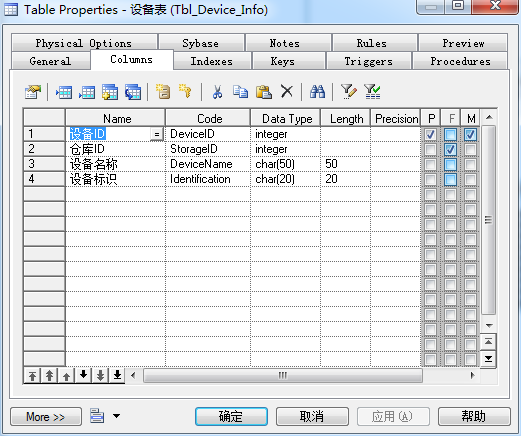 Table Properties - 设备表 (Tbl_Device_Info)
Physical Options Sybase Notes Rules Preview
General Columns Indexes Keys Triggers Procedures
Name Code Data Type Length Precision P F M
1 设备ID = DeviceID integer
2 仓库ID StorageID integer
3 设备名称 DeviceName char(50) 50
4 设备标识 Identification char(20) 20
More >> 确定 取消 应用(A) 帮助